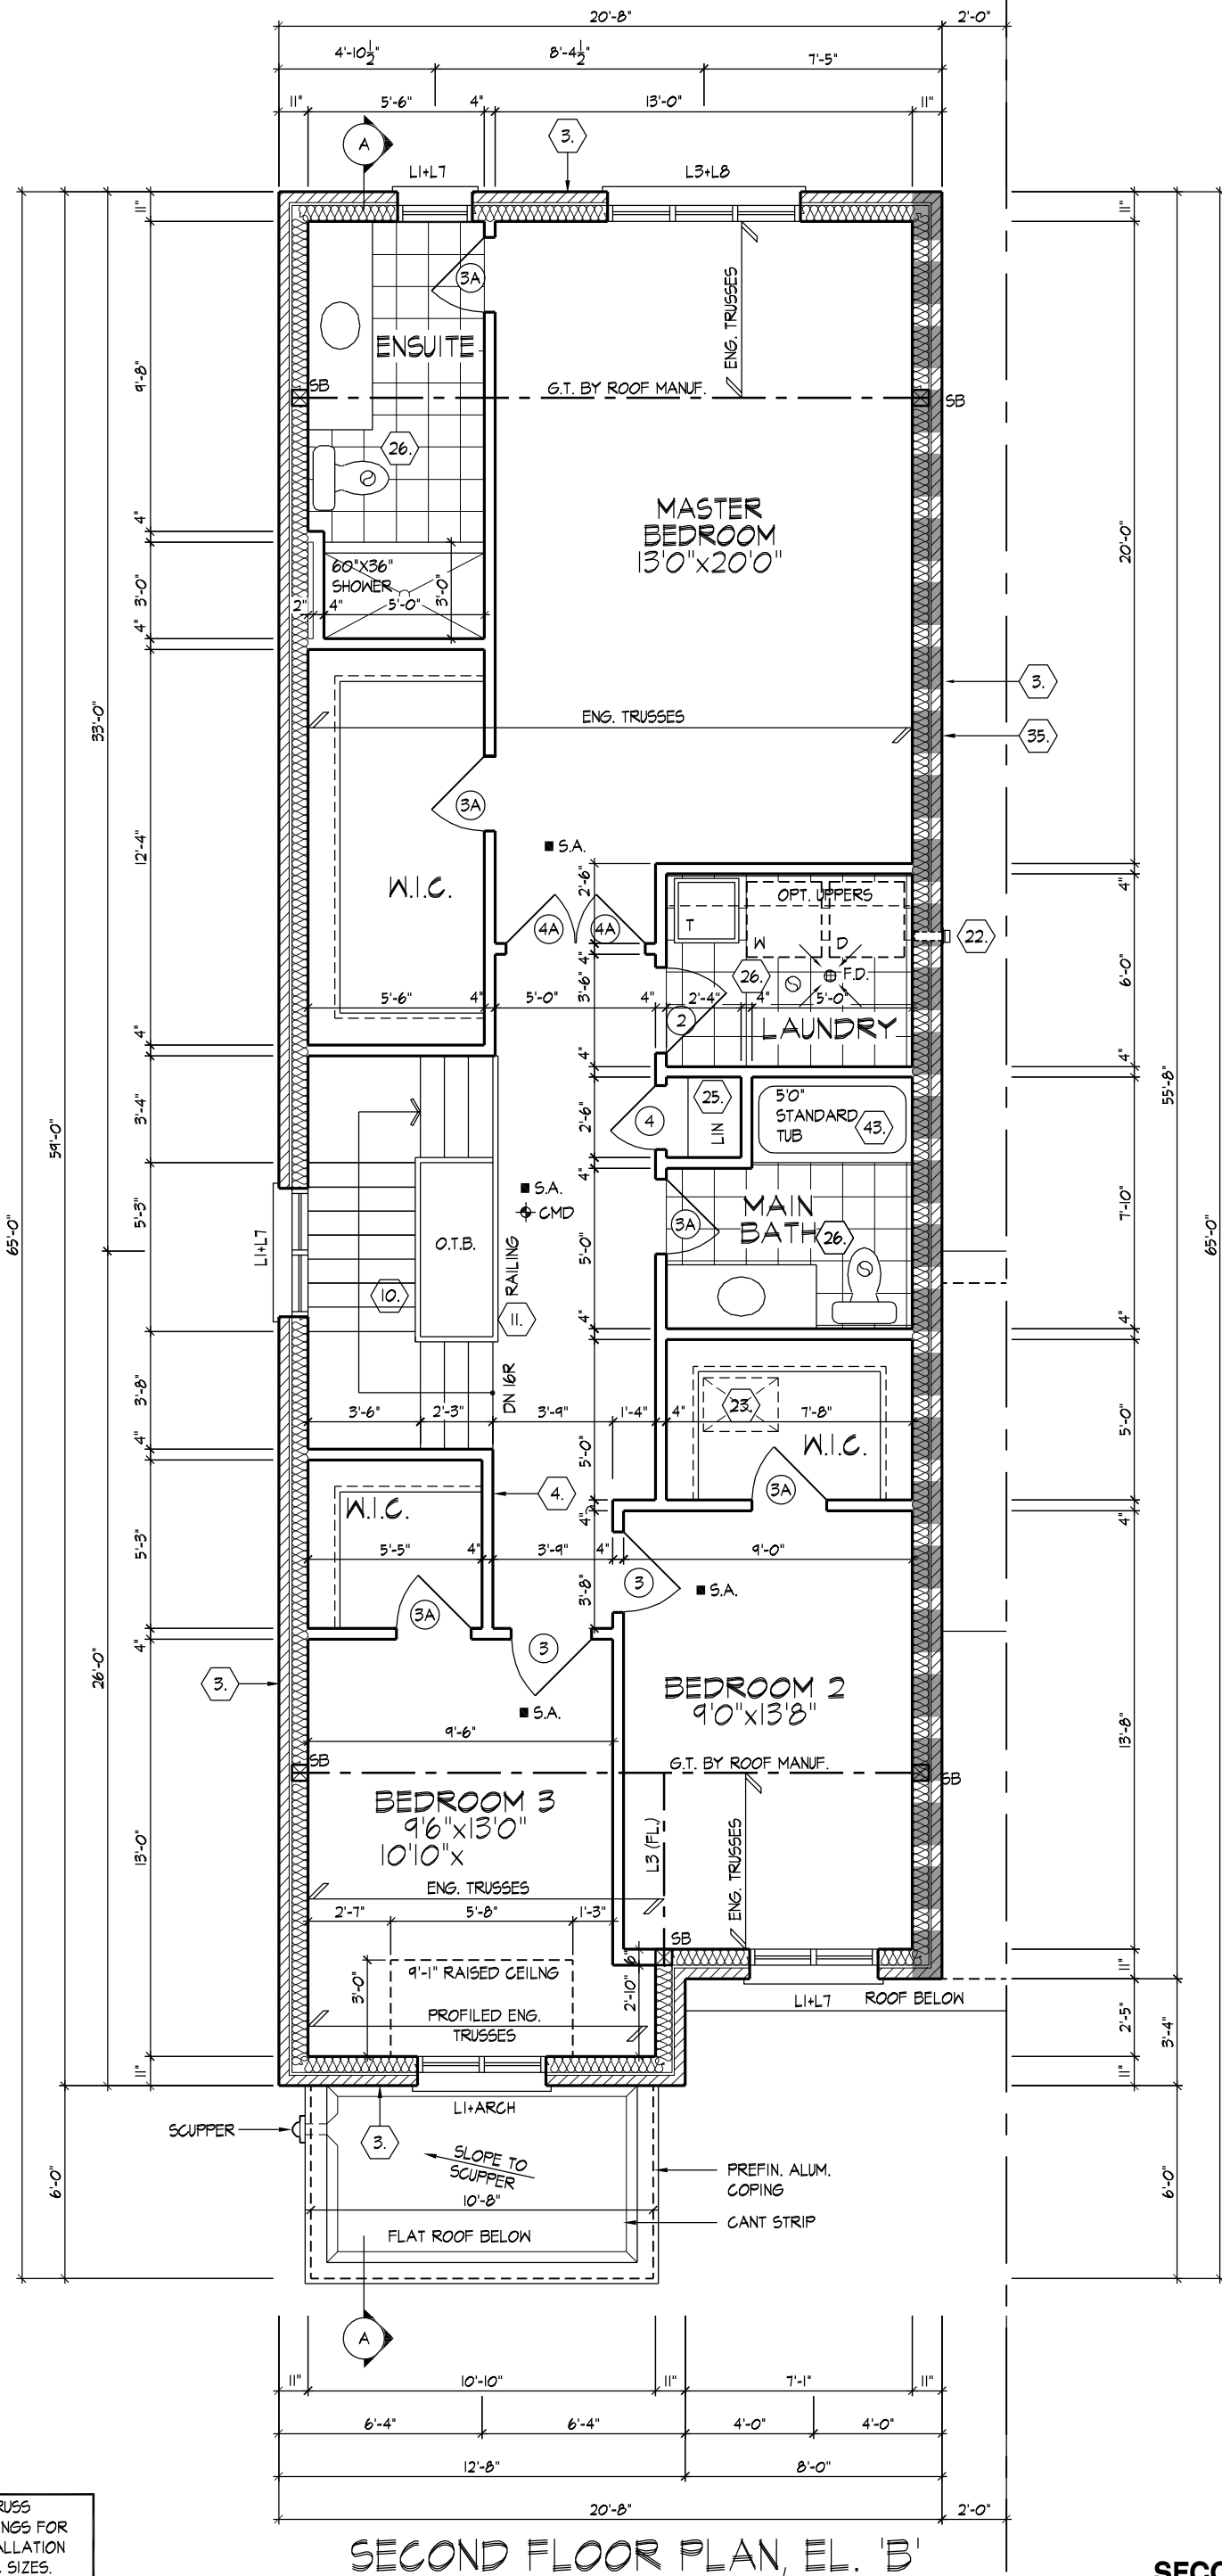 20'-8"
2'-0"
4'-10½"
8'-4½"
7'-5"
11"
5'-6"
4"
13'-0"
11"
A
3.
L1+L7
L3+L8
11"
11"
3A
ENSUITE
ENG. TRUSSES
9'-8"
SB
G.T. BY ROOF MANUF.
SB
26.
MASTER
BEDROOM
13'0"x20'0"
20'-0"
4"
60"X36"
SHOWER
3'-0"
3'-0"
2"
4"
5'-0"
4"
3.
33'-0"
ENG. TRUSSES
35.
3A
S.A.
12'-4"
W.I.C.
2'-6"
OPT. UPPERS
4"
T
4A
4A
W
D
22.
4"
26.
F.D.
6'-0"
3'-6"
5'-6"
4"
5'-0"
4"
2'-4"
4"
5'-0"
2
LAUNDRY
4"
4"
4"
55'-8"
3'-4"
2'-6"
4
25.
LIN
5'0"
STANDARD
TUB
43.
59'-0"
4"
S.A.
CMD
7'-10"
5'-3"
65'-0"
65'-0"
L1+L7
O.T.B.
RAILING
5'-0"
3A
MAIN
BATH
26.
10.
11.
4"
4"
3'-8"
DN 16R
23.
3'-6"
2'-3"
3'-9"
1'-4"
4"
7'-8"
5'-0"
4"
5'-0"
W.I.C.
3A
4.
W.I.C.
4"
4"
5'-3"
5'-5"
4"
3'-9"
4"
9'-0"
3
S.A.
3'-8"
3A
3
4"
26'-0"
3.
BEDROOM 2
9'0"x13'8"
S.A.
9'-6"
13'-8"
SB
G.T. BY ROOF MANUF.
SB
BEDROOM 3
9'6"x13'0"
10'10"x
L3 (FL.)
ENG. TRUSSES
13'-0"
ENG. TRUSSES
2'-7"
5'-8"
1'-3"
SB
6"
9'-1" RAISED CEILNG
3'-0"
2'-10"
11"
PROFILED ENG.
TRUSSES
L1+L7
ROOF BELOW
2'-5"
3'-4"
11"
11"
L1+ARCH
SCUPPER
3.
SLOPE TO
SCUPPER
PREFIN. ALUM.
COPING
6'-0"
6'-0"
10'-8"
CANT STRIP
FLAT ROOF BELOW
A
11"
10'-10"
11"
7'-1"
11"
6'-4"
6'-4"
4'-0"
4'-0"
12'-8"
8'-0"
20'-8"
2'-0"
SECOND FLOOR PLAN, EL. 'B'
SIZES.